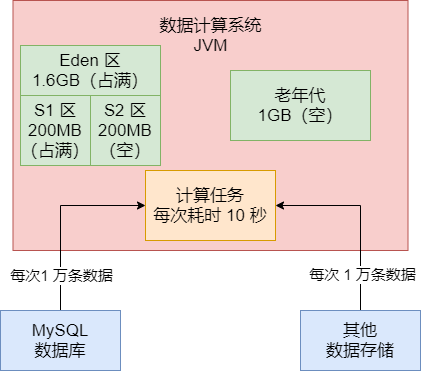 数据计算系统
JVM
Eden 区
1.6GB（占满）
S1 区
200MB
(占满)
S2 区
200MB
(空)
老年代
1GB（空）
计算任务
每次耗时 10 秒
每次1 万条数据
每次 1 万条数据
MySQL
数据库
其他
数据存储